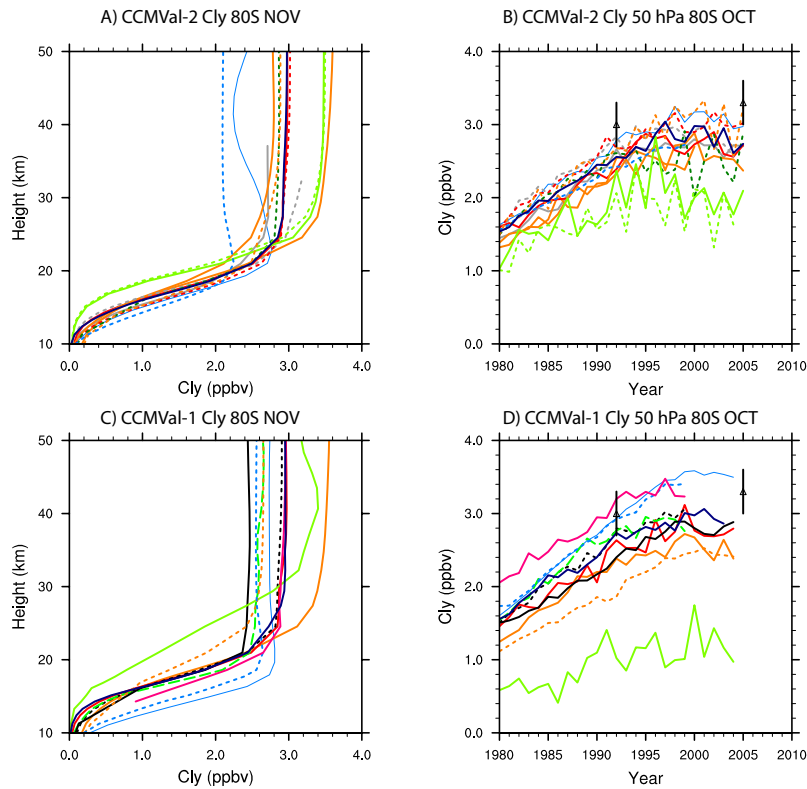 A) CCMVal-2 Cly 80S NOV
50
40
30
20
10
Height (km)
0.0 1.0 2.0 3.0 4.0
Cly (ppbv)
B) CCMVal-2 Cly 50 hPa 80S OCT
4.0
3.0
2.0
1.0
0.0
Cly (ppbv)
1980 1985 1990 1995 2000 2005 2010
Year
C) CCMVal-1 Cly 80S NOV
50
40
30
20
10
Height (km)
0.0 1.0 2.0 3.0 4.0
Cly (ppbv)
D) CCMVal-1 Cly 50 hPa 80S OCT
4.0
3.0
2.0
1.0
0.0
Cly (ppbv)
1980 1985 1990 1995 2000 2005 2010
Year